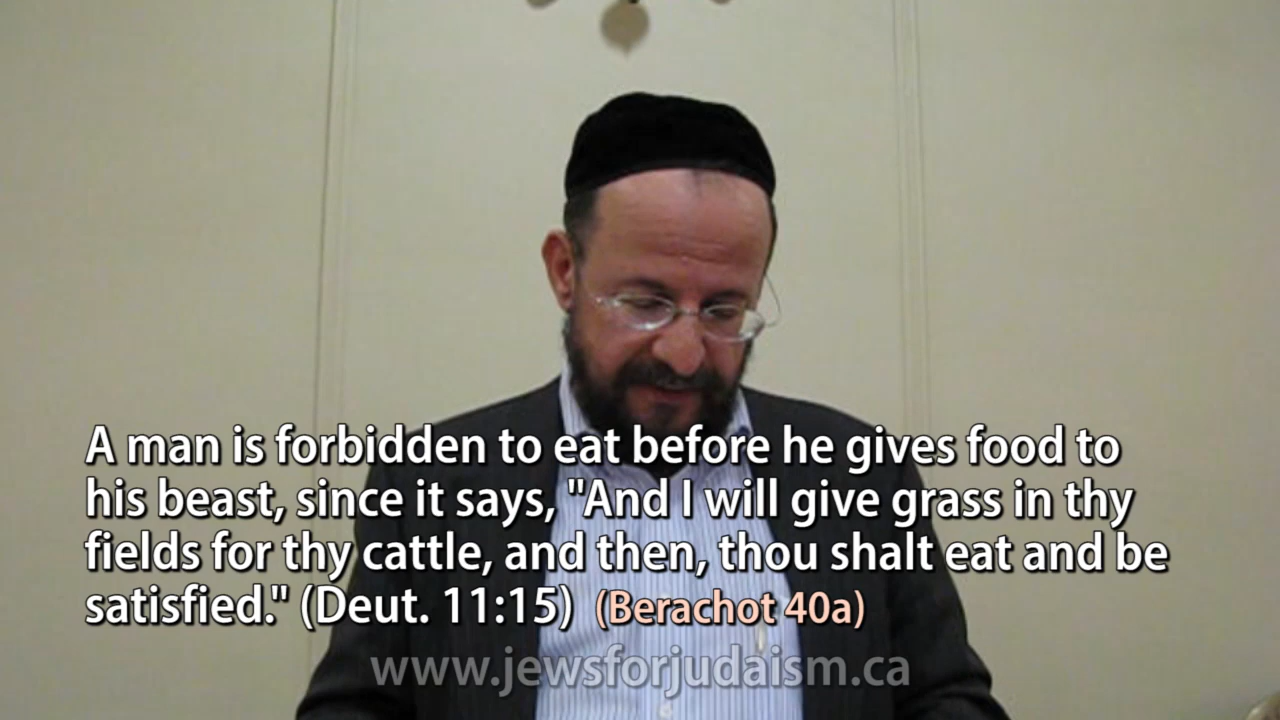 A man is forbidden to eat before he gives food to
his beast, since it says, "And I will give grass in thy
fields for thy cattle, and then, thou shalt eat and be
satisfied." (Deut. 11:15) (Berachot 40a)
www.jewsforjudaism.ca